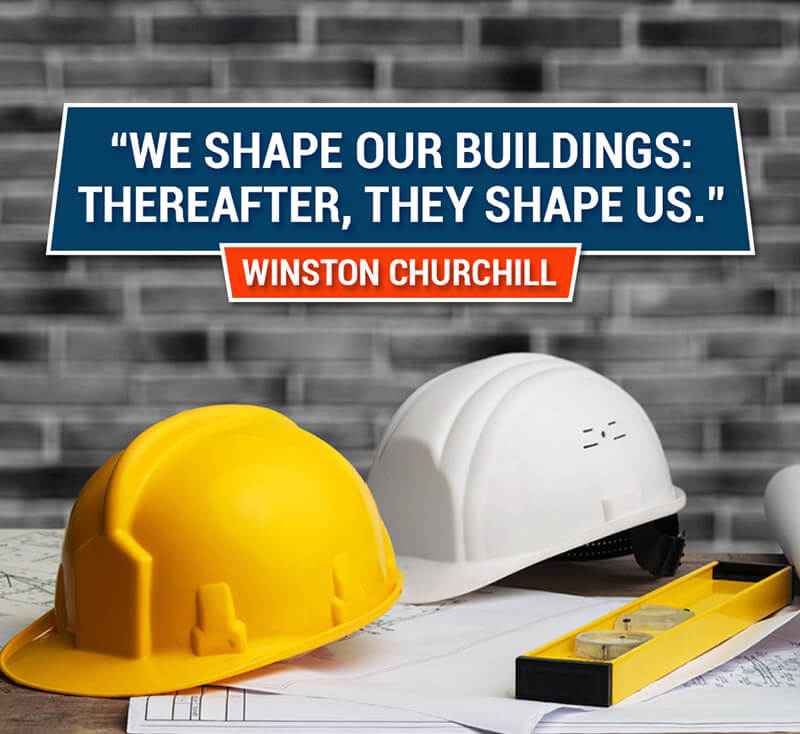 “WE SHAPE OUR BUILDINGS:
THEREAFTER, THEY SHAPE US.”
WINSTON CHURCHILL